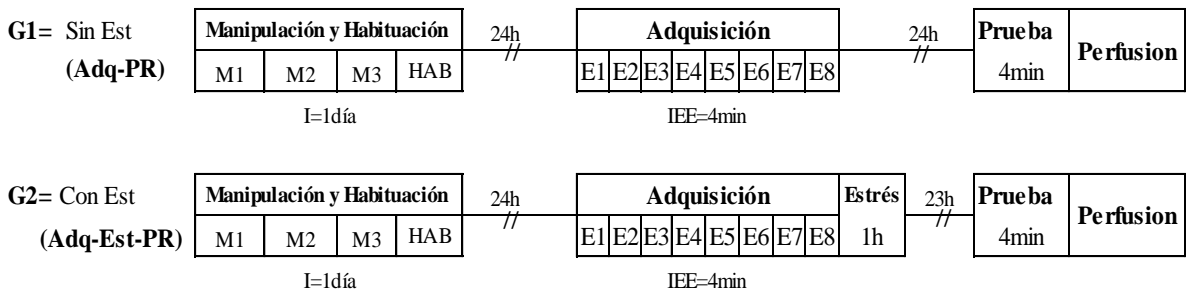 G1= Sin Est
(Adq-PR)
Manipulación y Habituación
M1 M2 M3 HAB
I=1día
24h
//
Adquisición
E1 E2 E3 E4 E5 E6 E7 E8
IEE=4min
24h
//
Prueba
4min
Perfusion
G2= Con Est
(Adq-Est-PR)
Manipulación y Habituación
M1 M2 M3 HAB
I=1día
24h
//
Adquisición
E1 E2 E3 E4 E5 E6 E7 E8
IEE=4min
Estrés
1h
23h
//
Prueba
4min
Perfusion